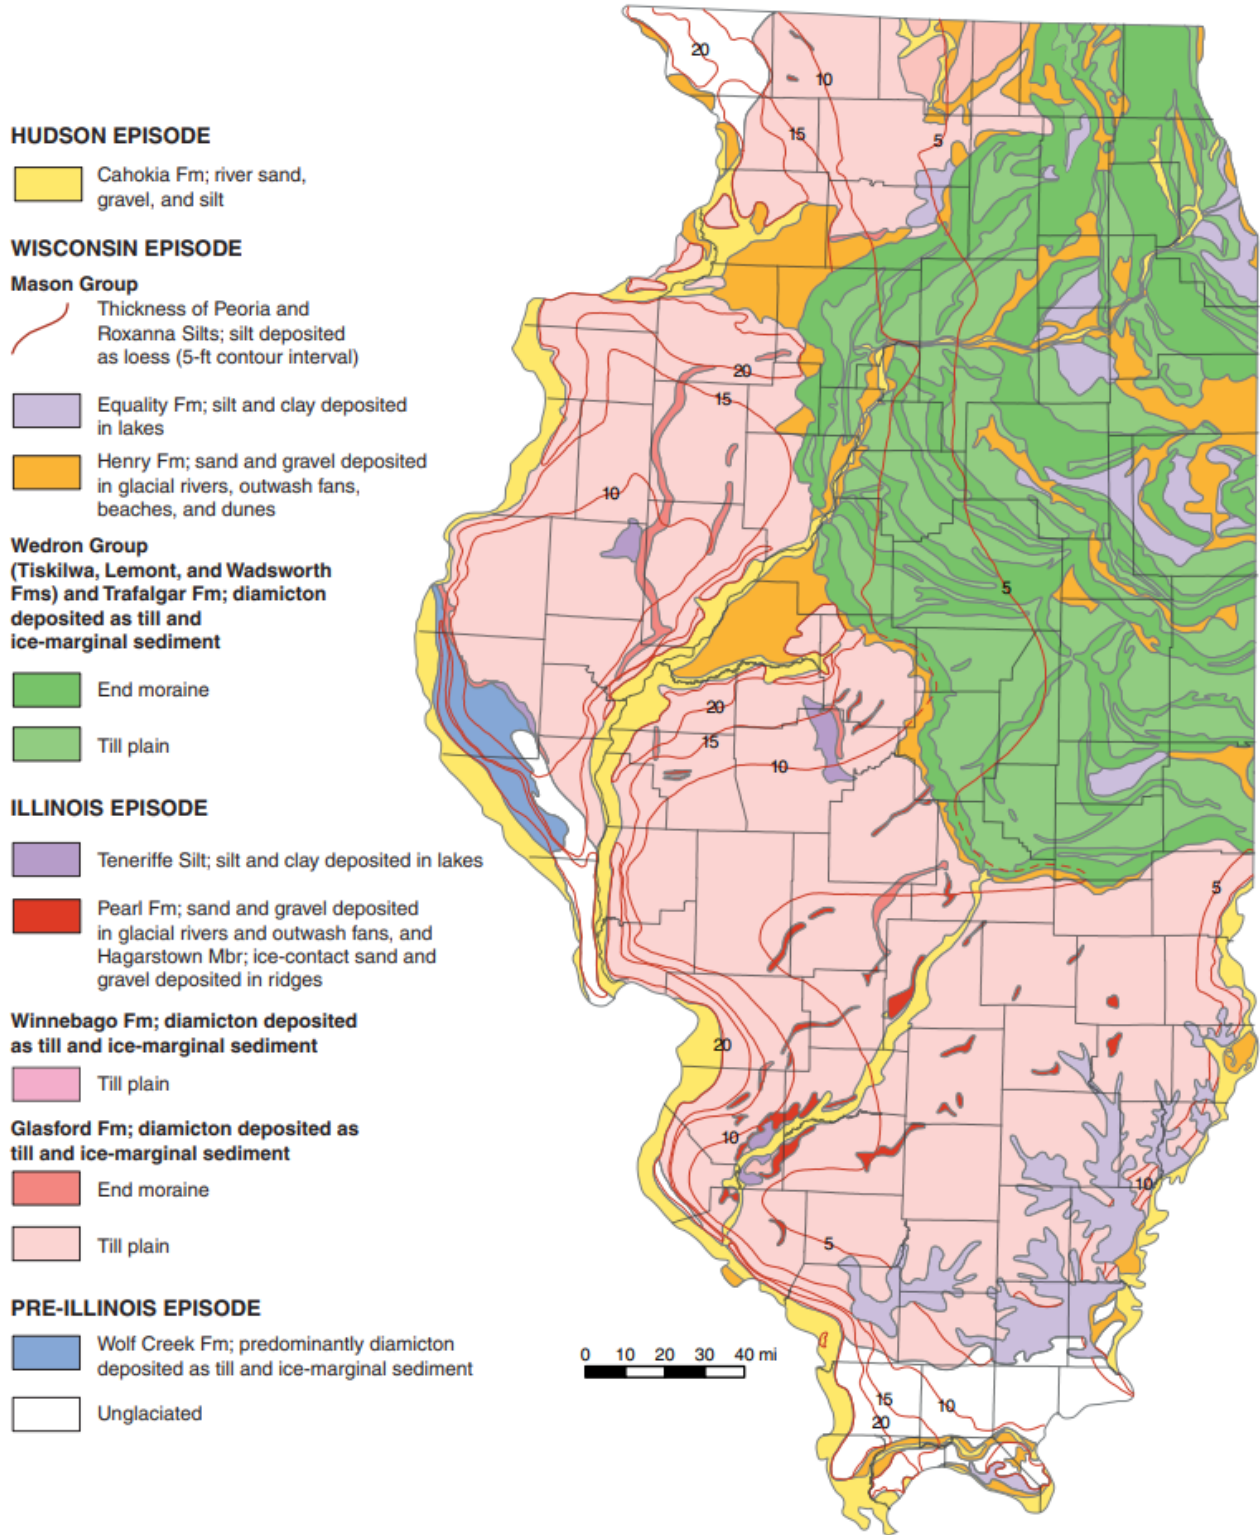 HUDSON EPISODE
Cahokia Fm; river sand,
gravel, and silt
WISCONSIN EPISODE
Mason Group
Thickness of Peoria and
Roxanna Silts; silt deposited
as loess (5-ft contour interval)
Equality Fm; silt and clay deposited
in lakes
Henry Fm; sand and gravel deposited
in glacial rivers, outwash fans,
beaches, and dunes
Wedron Group
(Tiskilwa, Lemont, and Wadsworth
Fms) and Trafalgar Fm; diamicton
deposited as till and
ice-marginal sediment
End moraine
Till plain
ILLINOIS EPISODE
Teneriffe Silt; silt and clay deposited in lakes
Pearl Fm; sand and gravel deposited
in glacial rivers and outwash fans, and
Hagarstown Mbr; ice-contact sand and
gravel deposited in ridges
Winnebago Fm; diamicton deposited
as till and ice-marginal sediment
Till plain
Glasford Fm; diamicton deposited as
till and ice-marginal sediment
End moraine
Till plain
PRE-ILLINOIS EPISODE
Wolf Creek Fm; predominantly diamicton
deposited as till and ice-marginal sediment
Unglaciated
20
10
15
5
20
15
10
5
20
15
10
5
20
10
10
5
15
10
20
0 10 20 30 40 mi